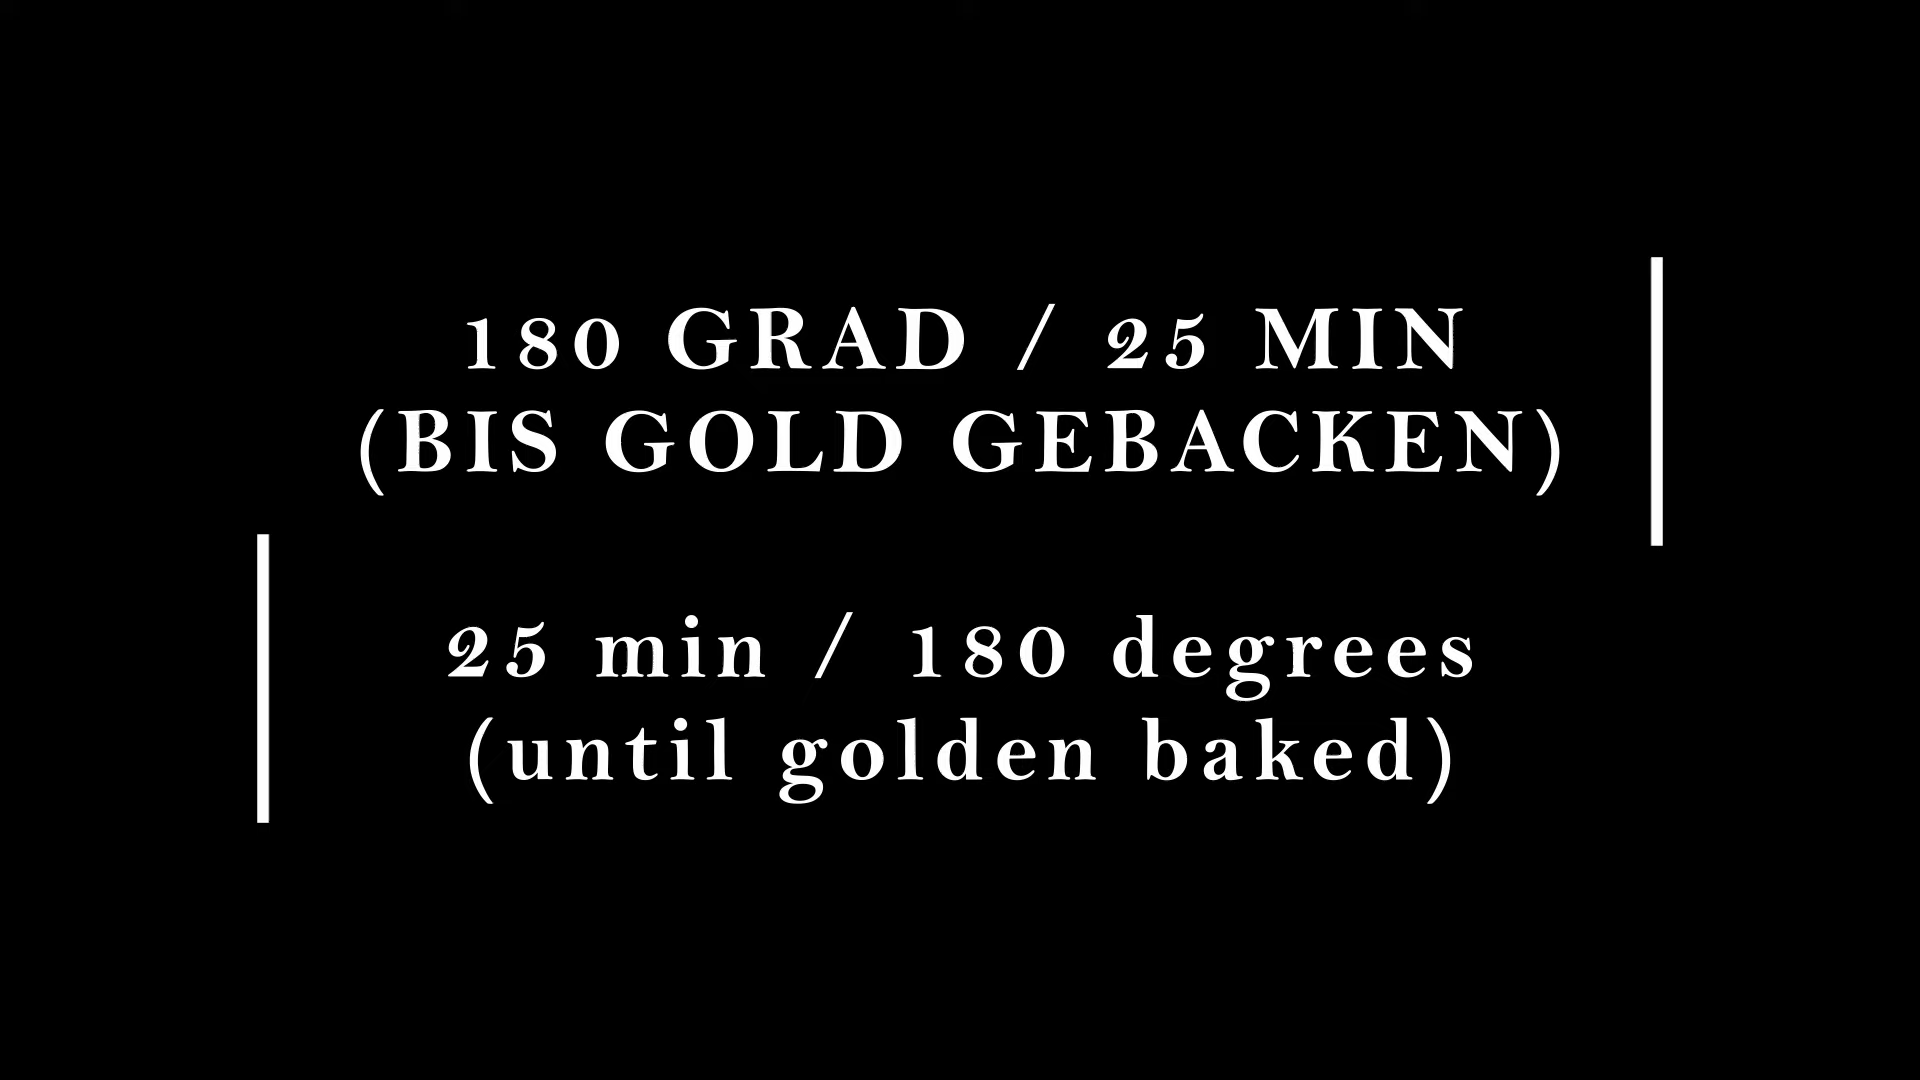 180 GRAD / 25 MIN
(BIS GOLD GEBACKEN)
25 min / 180 degrees
(until golden baked)